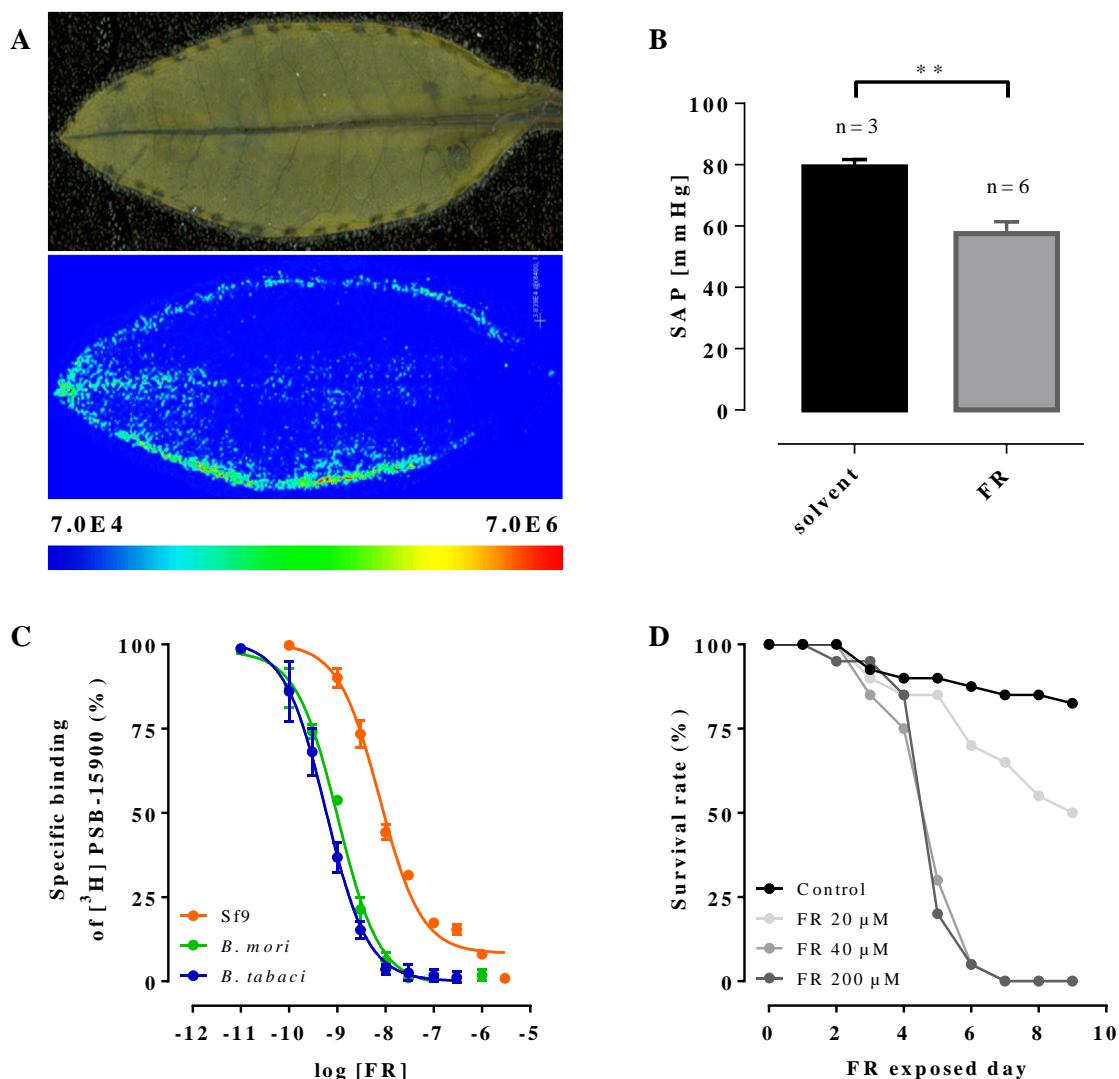 A
7.0E4
7.0E6
B
**
n = 3
n = 6
SAP [mmHg]
100
80
60
40
20
0
solvent
FR
C
Specific binding
of [³H] PSB-15900 (%)
100
75
50
25
0
Sf9
B. mori
B. tabaci
-12 -11 -10 -9 -8 -7 -6 -5
log [FR]
D
Survival rate (%)
100
75
50
25
0
Control
FR 20 µM
FR 40 µM
FR 200 µM
0 2 4 6 8 10
FR exposed day